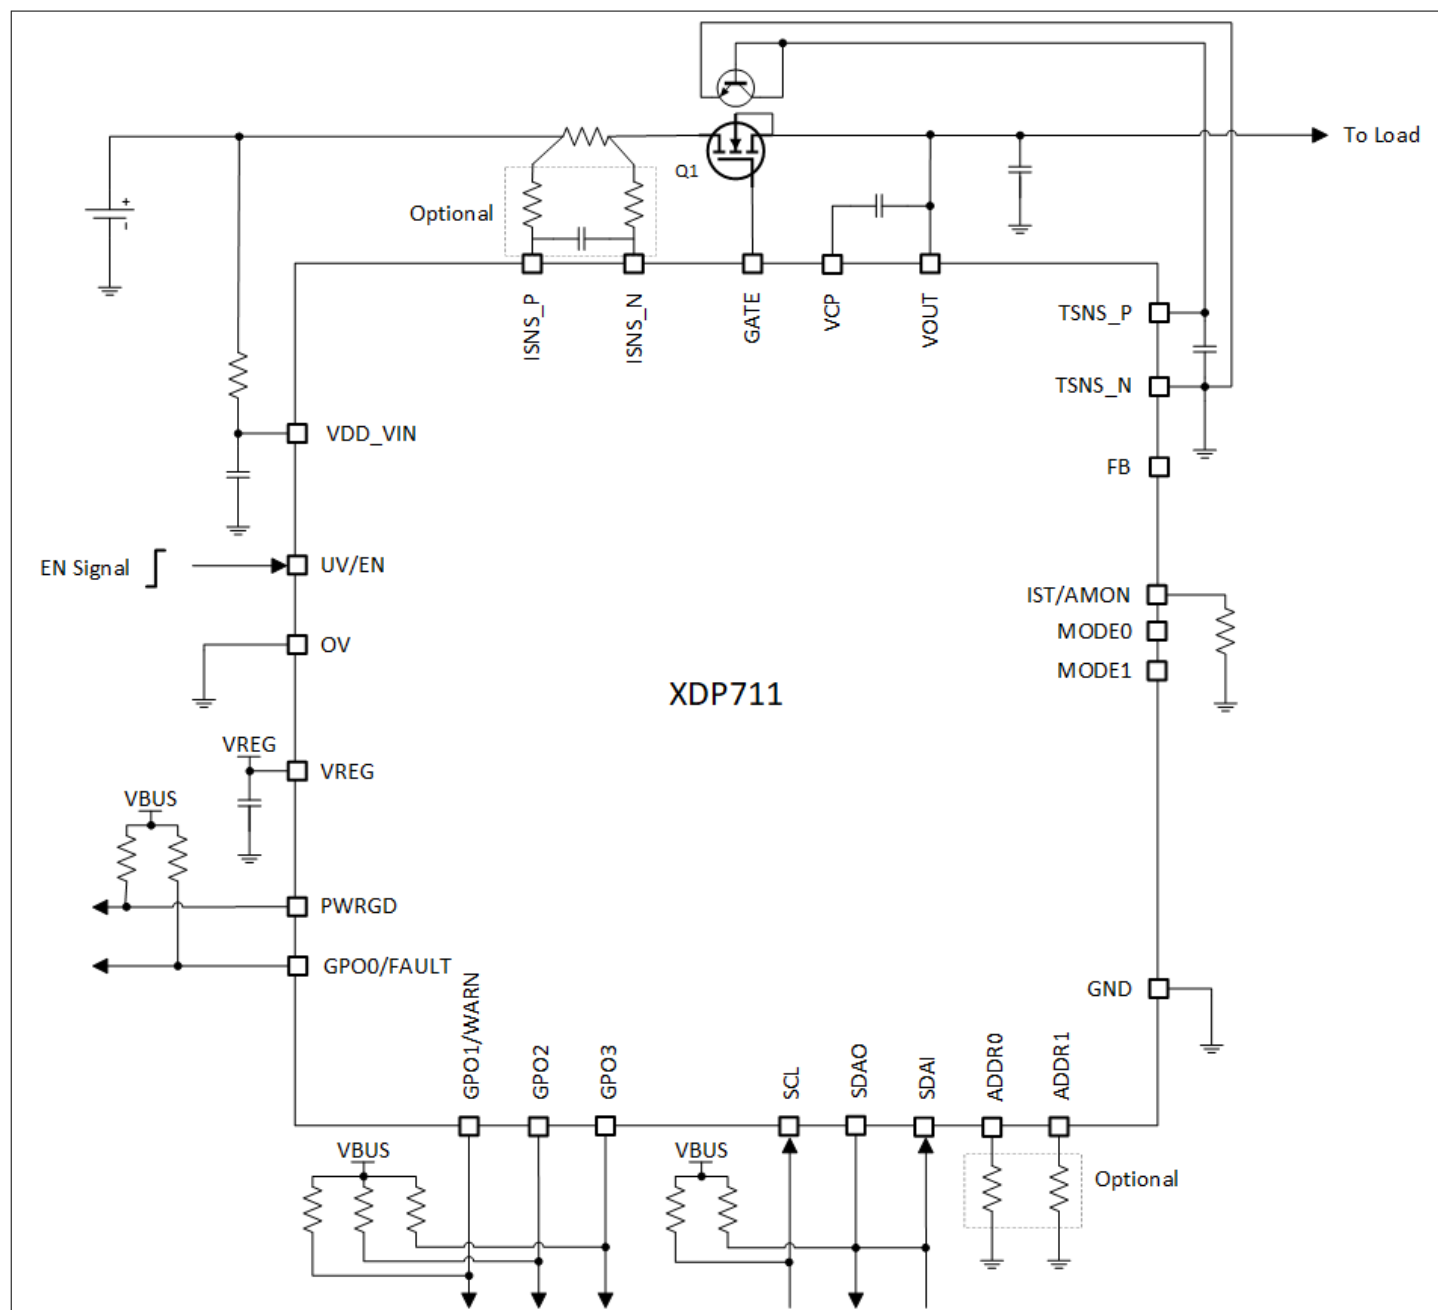 To Load
Q1
+
Optional
ISNS_P
ISNS_N
GATE
VCP
VOUT
TSNS_P
TSNS_N
VDD_VIN
FB
EN Signal
UV/EN
IST/AMON
OV
MODE0
MODE1
XDP711
VREG
VREG
VBUS
PWRGD
GPO0/FAULT
GND
GPO1/WARN
GPO2
GPO3
SCL
SDAO
SDAI
ADDR0
ADDR1
VBUS
VBUS
Optional